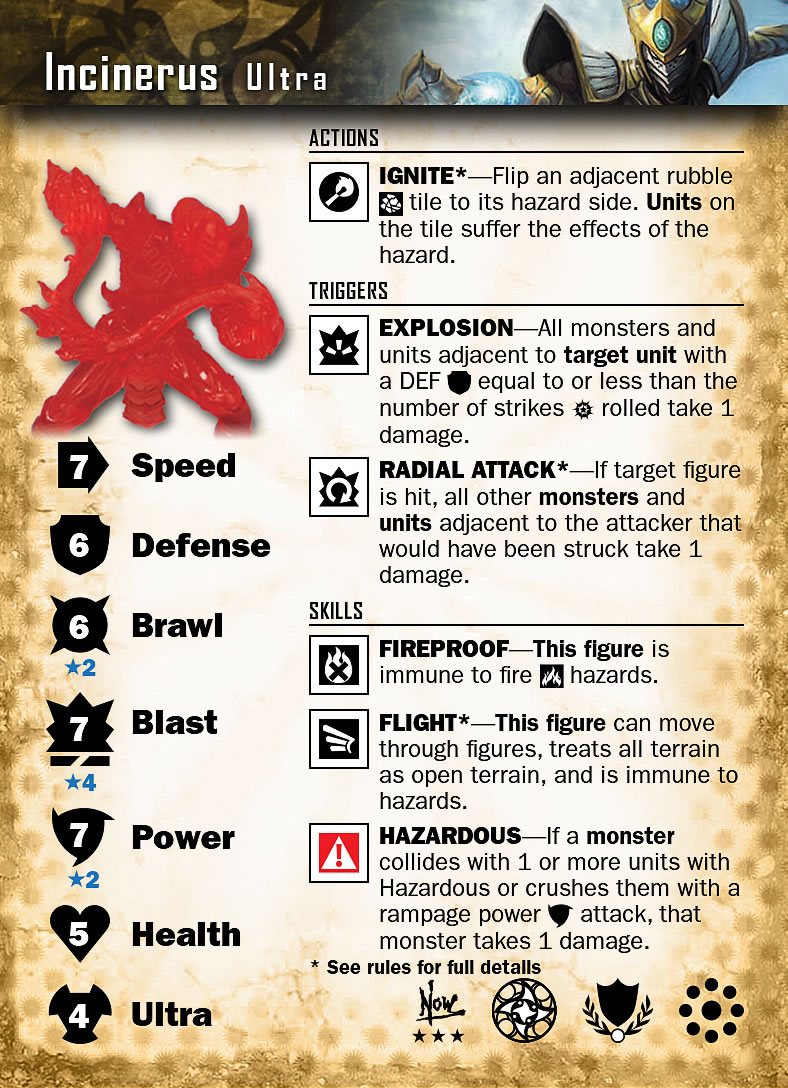 Incinerus Ultra
ACTIONS
IGNITE*—Flip an adjacent rubble
tile to its hazard side. Units on
the tile suffer the effects of the
hazard.
TRIGGERS
EXPLOSION—All monsters and
units adjacent to target unit with
a DEF equal to or less than the
number of strikes rolled take 1
damage.
RADIAL ATTACK*—If target figure
is hit, all other monsters and
units adjacent to the attacker that
would have been struck take 1
damage.
SKILLS
FIREPROOF—This figure is
immune to fire hazards.
FLIGHT*—This figure can move
through figures, treats all terrain
as open terrain, and is immune to
hazards.
HAZARDOUS—If a monster
collides with 1 or more units with
Hazardous or crushes them with a
rampage power attack, that
monster takes 1 damage.
* See rules for full details
7 Speed
6 Defense
6 Brawl
★2
7 Blast
★4
7 Power
★2
5 Health
4 Ultra
Now
★★★